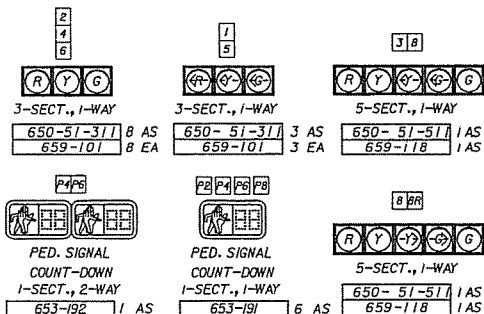 2
4
6
R Y G
3-SECT., 1-WAY
650-51-311 8 AS
659-101 8 EA
1
5
R Y G
3-SECT., 1-WAY
650- 51-311 3 AS
659-101 3 EA
3 8
R Y Y G G
5-SECT., 1-WAY
650- 51-511 1 AS
659-118 1 AS
P4 P6
PED. SIGNAL
COUNT-DOWN
1-SECT., 2-WAY
653-192 1 AS
P2 P4 P6 P8
PED. SIGNAL
COUNT-DOWN
1-SECT., 1-WAY
653-191 6 AS
8 8R
R Y Y G G
5-SECT., 1-WAY
650- 51-511 1 AS
659-118 1 AS